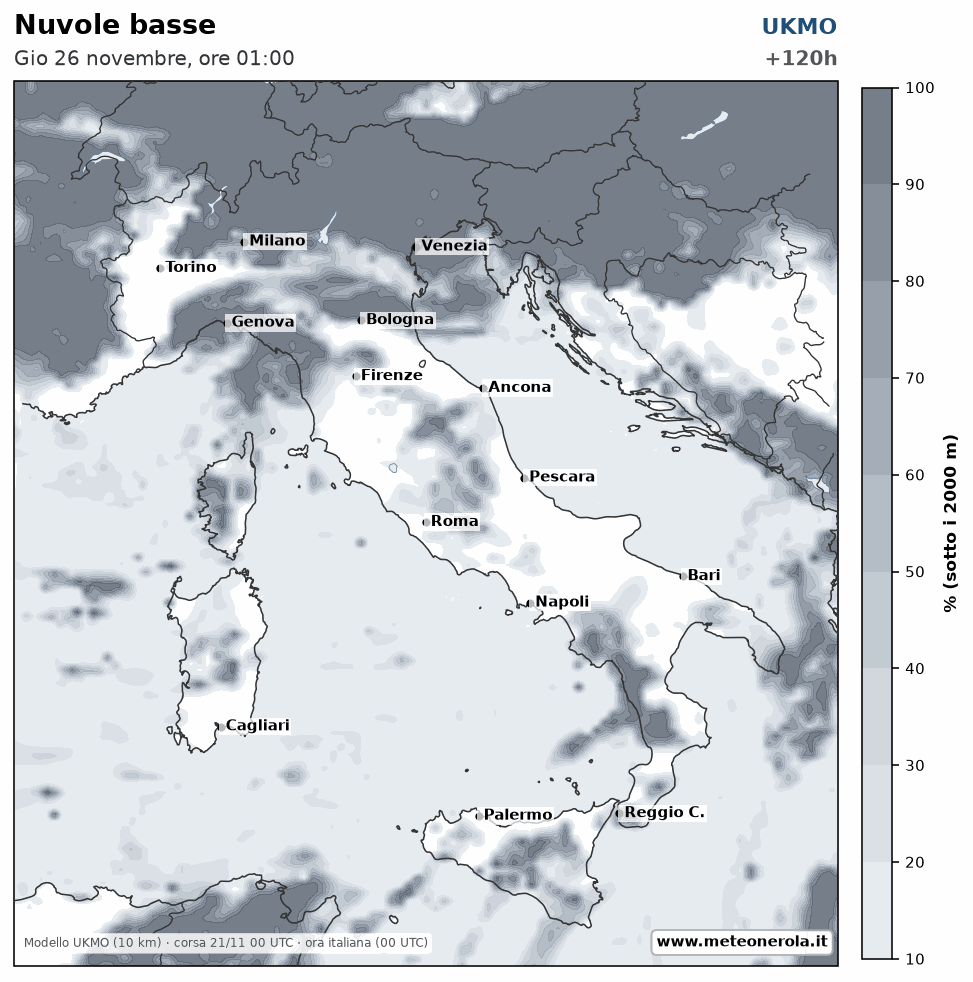 Nuvole basse
UKMO
Gio 26 novembre, ore 01:00
+120h
100
90
80
70
60
50
40
30
20
10
% (sotto i 2000 m)
Milano
Venezia
Torino
Genova
Bologna
Firenze
Ancona
Pescara
Roma
Bari
Napoli
Cagliari
Palermo
Reggio C.
Modello UKMO (10 km) · corsa 21/11 00 UTC · ora italiana (00 UTC)
www.meteonerola.it